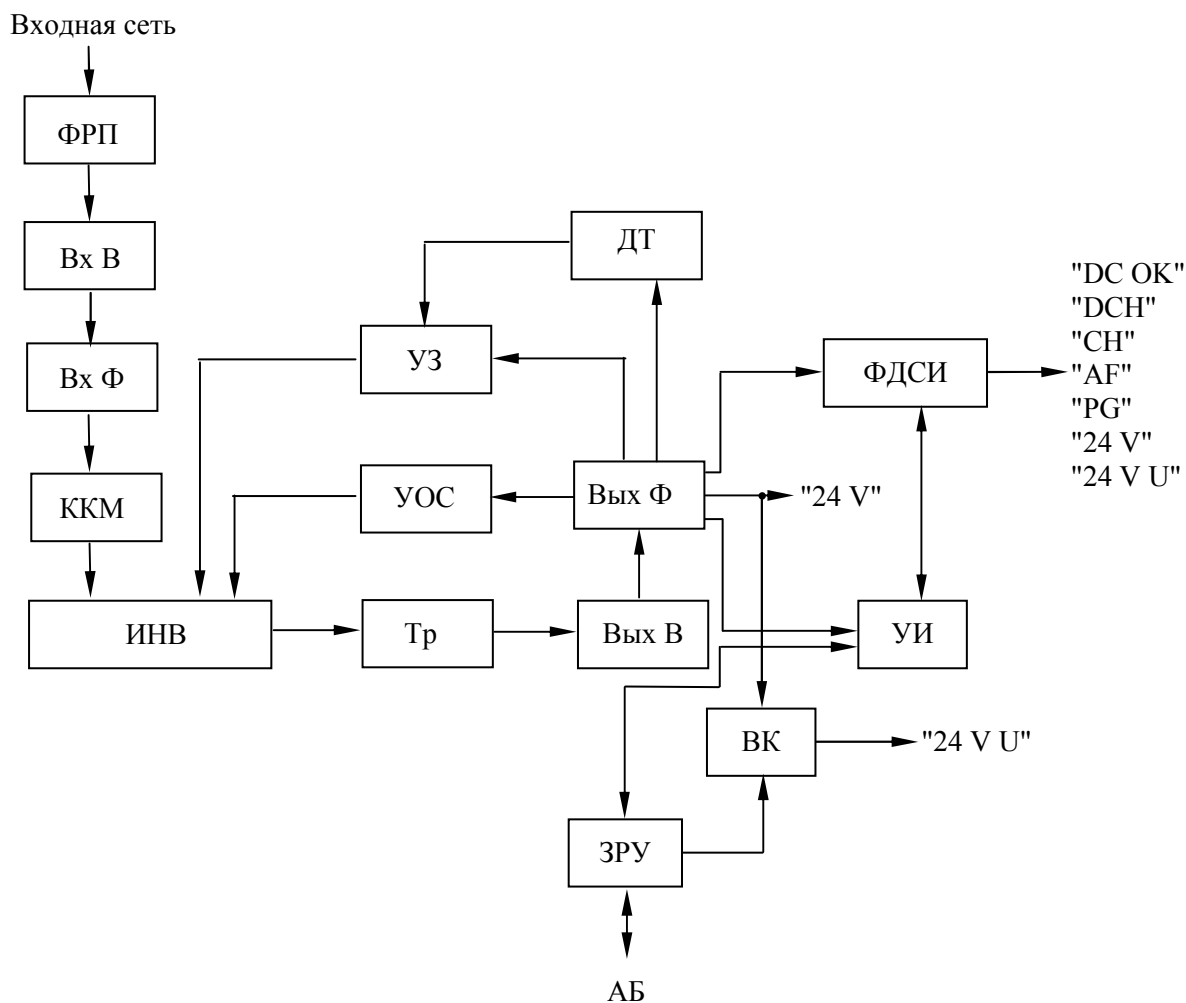 Входная сеть
ФРП
Вх В
Вх Ф
ККМ
ИНВ
ДТ
УЗ
УОС
Вых Ф
Тр
Вых В
ФДСИ
"DC OK"
"DCH"
"CH"
"AF"
"PG"
"24 V"
"24 V U"
"24 V"
УИ
ВК
"24 V U"
ЗРУ
АБ